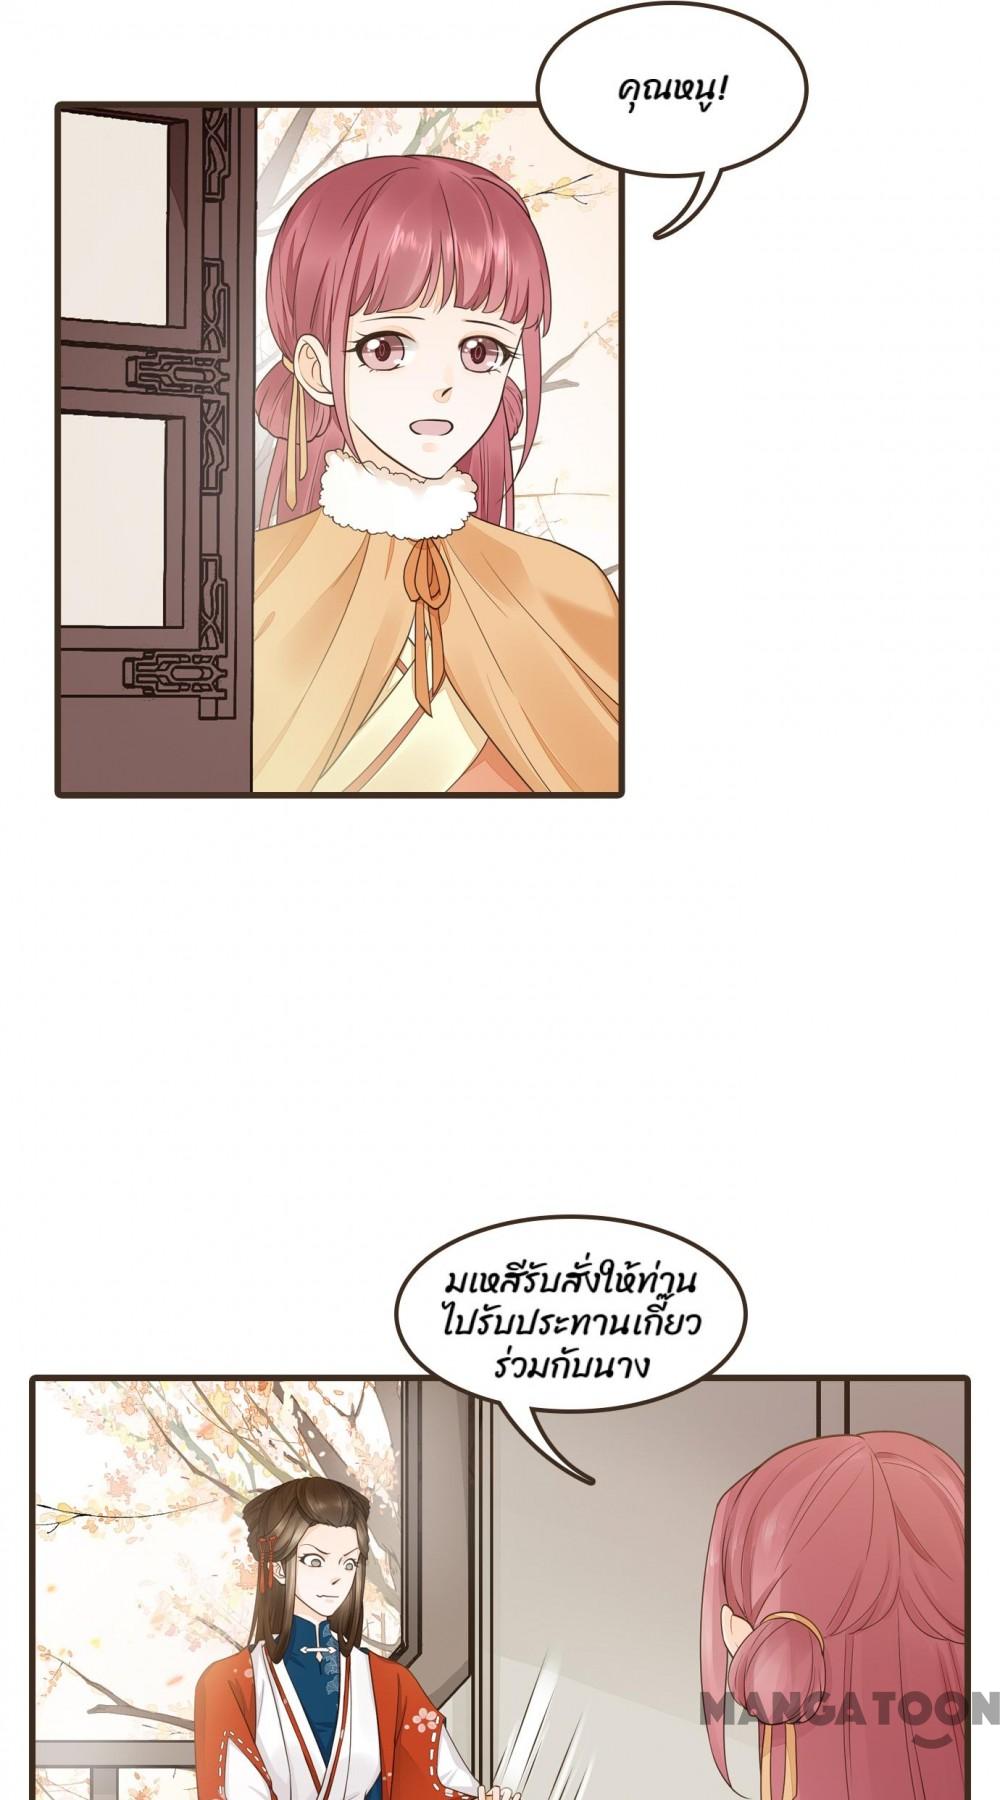 คุณหนู!
มเหสีรับสั่งให้ท่าน
ไปรับประทานเกี๊ยว
ร่วมกับนาง
MANGATOON